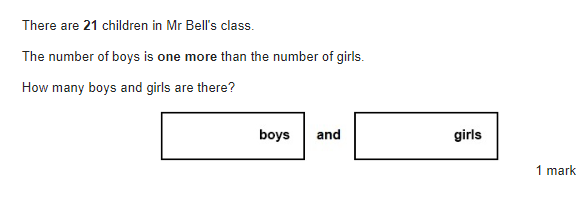 There are 21 children in Mr Bell's class.
The number of boys is one more than the number of girls.
How many boys and girls are there?
boys and girls
1 mark